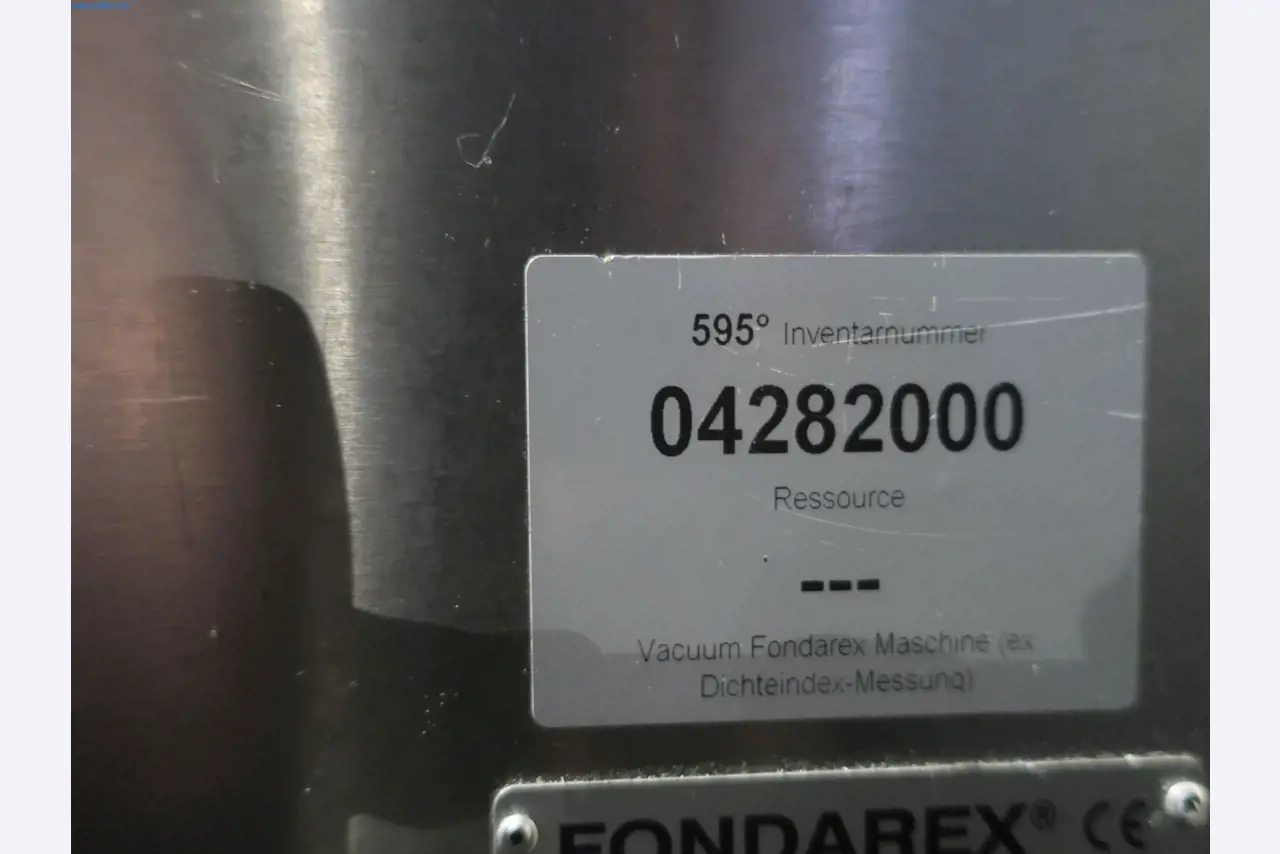 595° Inventarnummer
04282000
Ressource
---
Vacuum Fondarex Maschine (ex
Dichteindex-Messung)
FONDAREX® CE